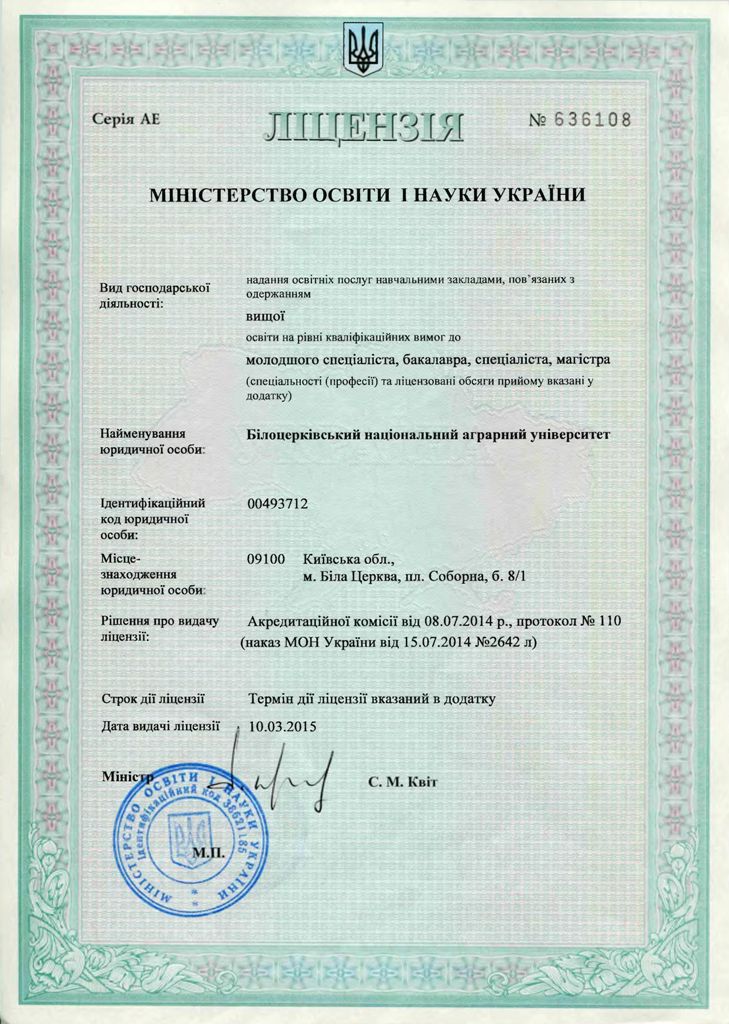 Серія АЕ
ЛІЦЕНЗІЯ
№ 636108
МІНІСТЕРСТВО ОСВІТИ І НАУКИ УКРАЇНИ
Вид господарської
діяльності:
надання освітніх послуг навчальними закладами, пов'язаних з
одержанням
вищої
освіти на рівні кваліфікаційних вимог до
молодшого спеціаліста, бакалавра, спеціаліста, магістра
(спеціальності (професії) та ліцензовані обсяги прийому вказані у
додатку)
Найменування
юридичної особи:
Білоцерківський національний аграрний університет
Ідентифікаційний
код юридичної
особи:
00493712
Місце-
знаходження
юридичної особи:
09100 Київська обл.,
м. Біла Церква, пл. Соборна, б. 8/1
Рішення про видачу
ліцензії:
Акредитаційної комісії від 08.07.2014 р., протокол № 110
(наказ МОН України від 15.07.2014 №2642 л)
Строк дії ліцензії
Термін дії ліцензії вказаний в додатку
Дата видачі ліцензії
10.03.2015
Міністр
С. М. Квіт
МІНІСТЕРСТВО ОСВІТИ І НАУКИ УКРАЇНИ
Ідентифікаційний код 38621185
М.П.